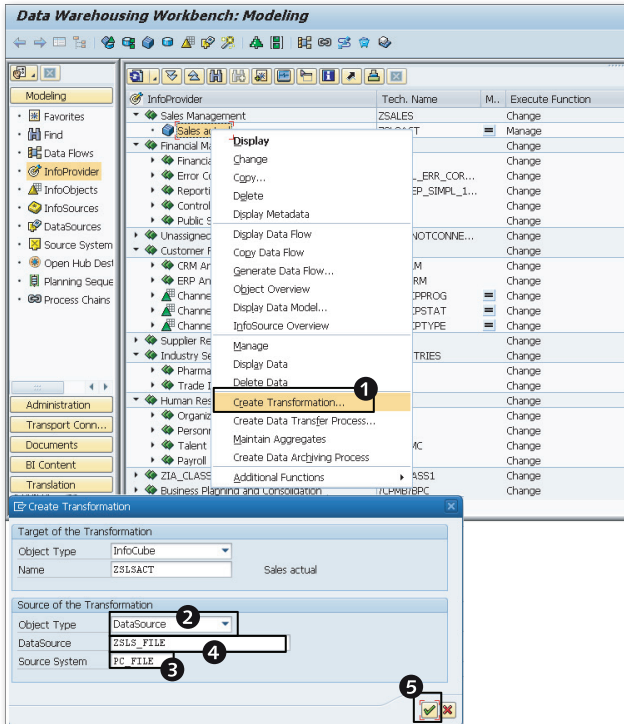 Data Warehousing Workbench: Modeling
InfoProvider Tech. Name M.. Execute Function
Modeling
Favorites
Find
Data Flows
InfoProvider
InfoObjects
InfoSources
DataSources
Source System
Open Hub Dest
Planning Seque
Process Chains
Administration
Transport Conn...
Documents
BI Content
Translation
Sales Management ZSALES Change
Sales a Manage
Financial Ma Change
Financia Change
Error Co _ERR_COR... Change
Reporti EP_SIMPL_1... Change
Control Change
Public S Change
Unassigned NOTCONNE... Change
Customer R Change
CRM An M Change
ERP An RM Change
Channe PPROG Change
Channe PSTAT Change
Channe PTYPE Change
Supplier Re Change
Industry Se TRIES Change
Pharma Change
Trade I Change
Human Res Change
Organiz Change
Personn Change
Talent MC Change
Payroll Change
ZIA_CLASS ASS1 Change
Business Planning and Consolidation /CPMB/BPC Change
Display
Change
Copy...
Delete
Display Metadata
Display Data Flow
Copy Data Flow
Generate Data Flow...
Object Overview
Display Data Model...
InfoSource Overview
Manage
Display Data
Delete Data
1
Create Transformation...
Create Data Transfer Process...
Maintain Aggregates
Create Data Archiving Process
Additional Functions
Create Transformation
Target of the Transformation
Object Type InfoCube
Name ZSLSACT Sales actual
Source of the Transformation
Object Type DataSource 2
DataSource ZSLS_FILE 4
Source System PC_FILE 3
5